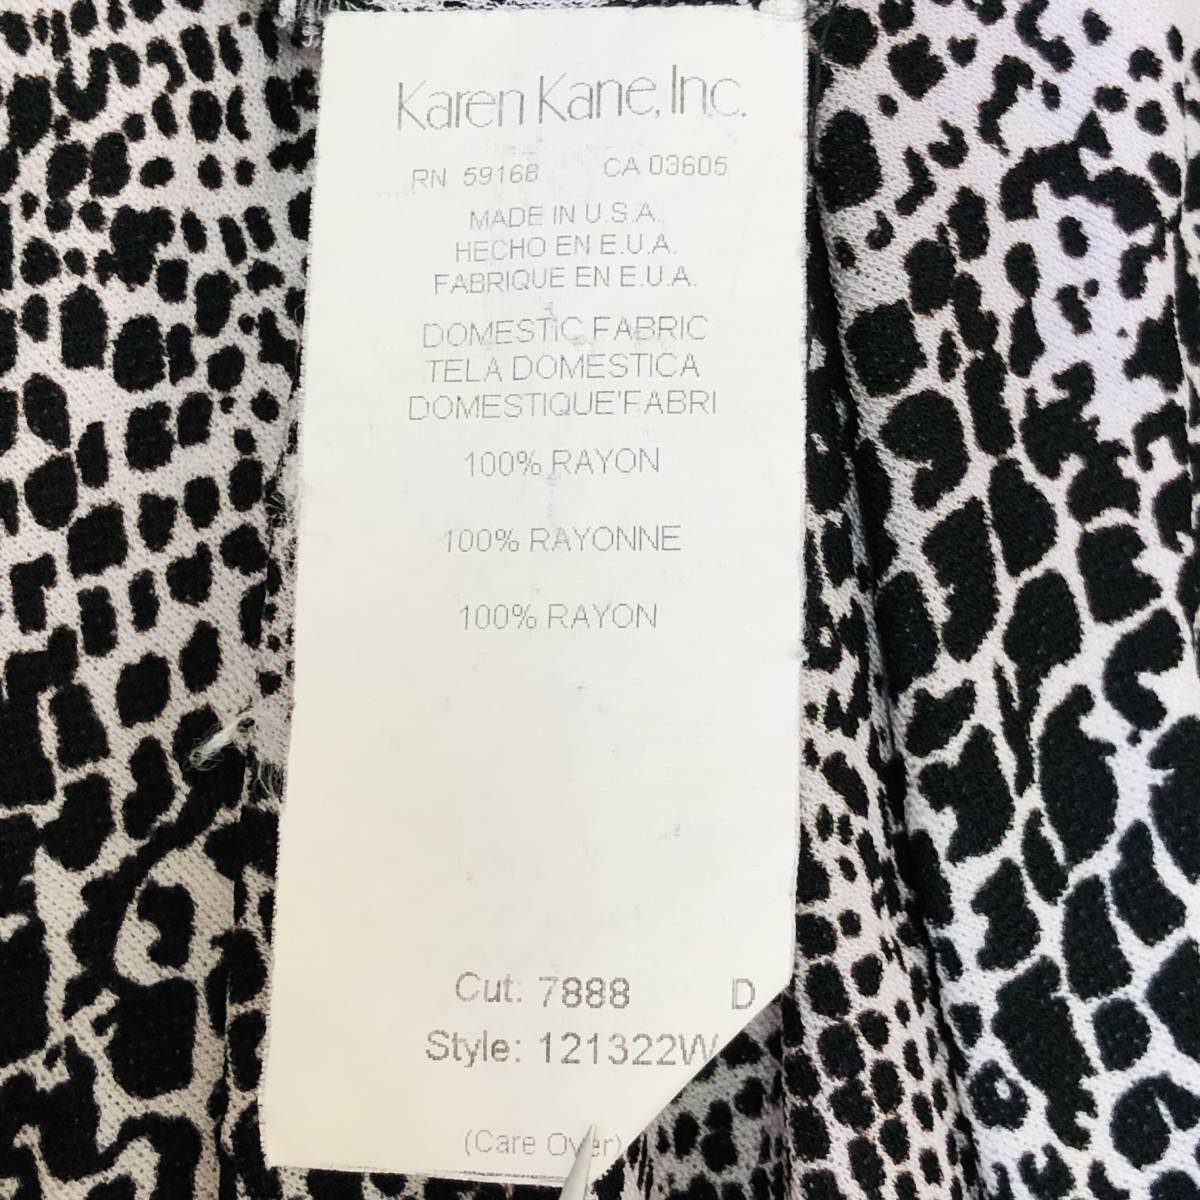 Karen Kane, Inc.
RN 59168 CA 03605
MADE IN U.S.A.
HECHO EN E.U.A.
FABRIQUE EN E.U.A.
DOMESTIC FABRIC
TELA DOMESTICA
DOMESTIQUE'FABRI
100% RAYON
100% RAYONNE
100% RAYON
Cut: 7888 D
Style: 121322W
(Care Over)